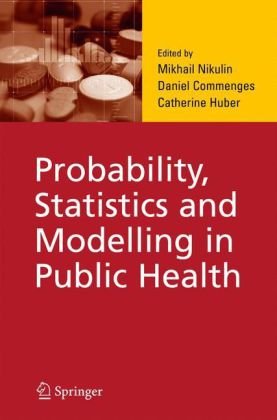 Edited by
Mikhail Nikulin
Daniel Commenges
Catherine Huber
Probability,
Statistics and
Modelling in
Public Health
Springer